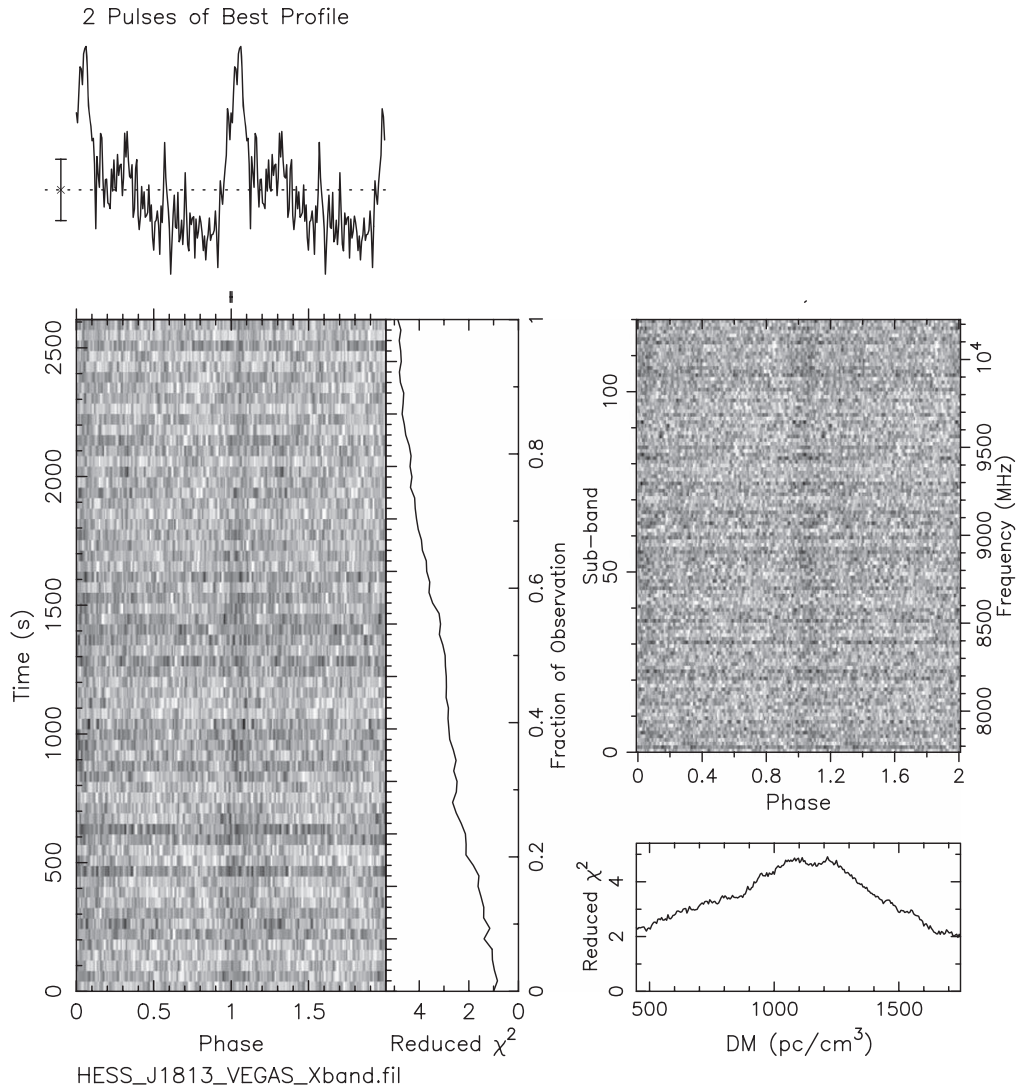 2 Pulses of Best Profile
2500
2000
1500
1000
500
0
Time (s)
0 0.5 1 1.5
Phase
4 2 0
Reduced χ²
1
0.8
0.6
0.4
0.2
0
Fraction of Observation
HESS_J1813_VEGAS_Xband.fil
100
50
0
Sub−band
10⁴
9500
9000
8500
8000
Frequency (MHz)
0 0.4 0.8 1.2 1.6 2
Phase
4
2
0
Reduced χ²
500 1000 1500
DM (pc/cm³)